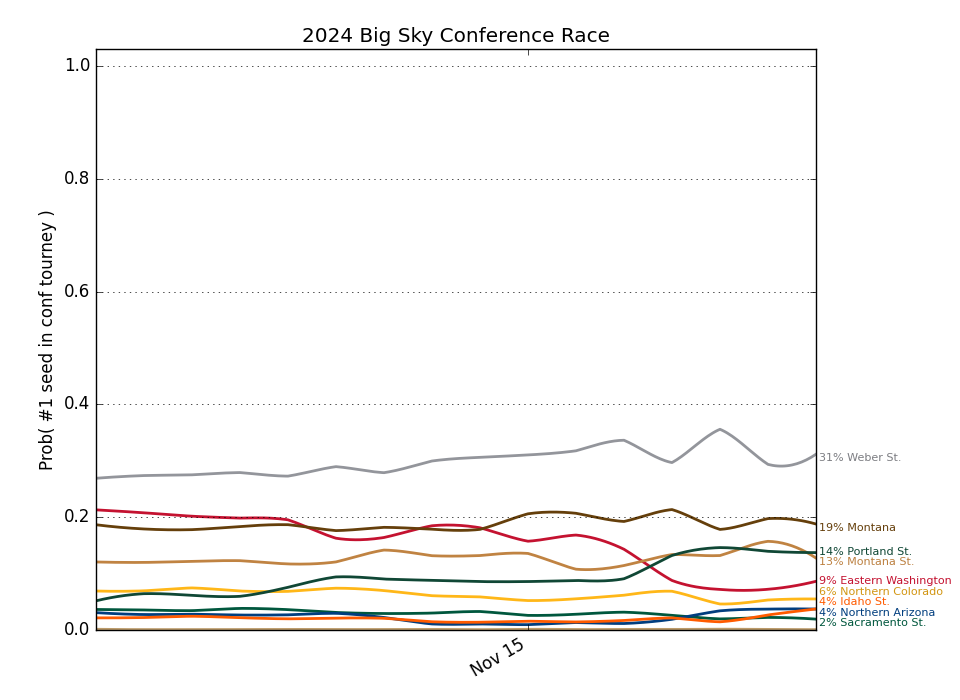 2024 Big Sky Conference Race
Prob( #1 seed in conf tourney )
1.0
0.8
0.6
0.4
0.2
0.0
Nov 15
31% Weber St.
19% Montana
14% Portland St.
13% Montana St.
9% Eastern Washington
6% Northern Colorado
4% Idaho St.
4% Northern Arizona
2% Sacramento St.